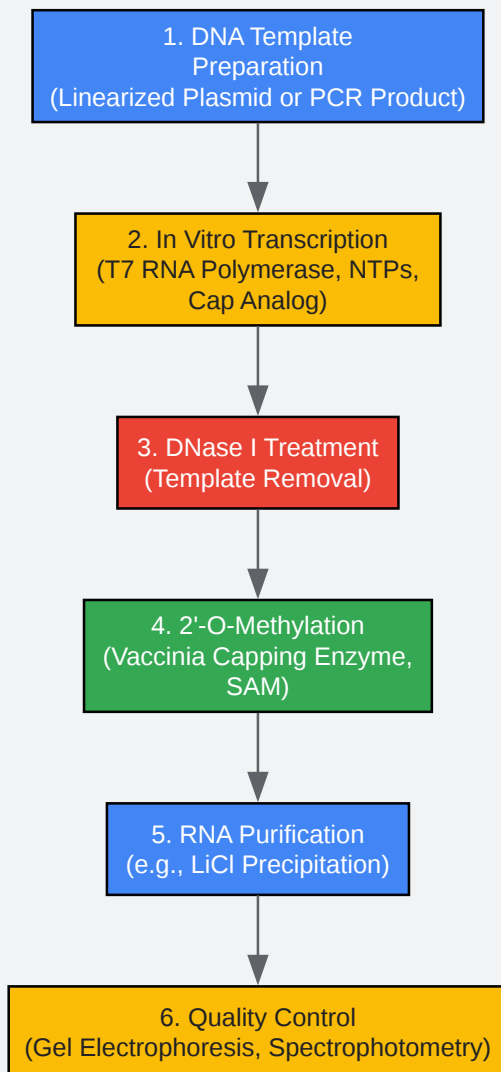 1. DNA Template
Preparation
(Linearized Plasmid or PCR Product)
2. In Vitro Transcription
(T7 RNA Polymerase, NTPs,
Cap Analog)
3. DNase I Treatment
(Template Removal)
4. 2'-O-Methylation
(Vaccinia Capping Enzyme,
SAM)
5. RNA Purification
(e.g., LiCl Precipitation)
6. Quality Control
(Gel Electrophoresis, Spectrophotometry)